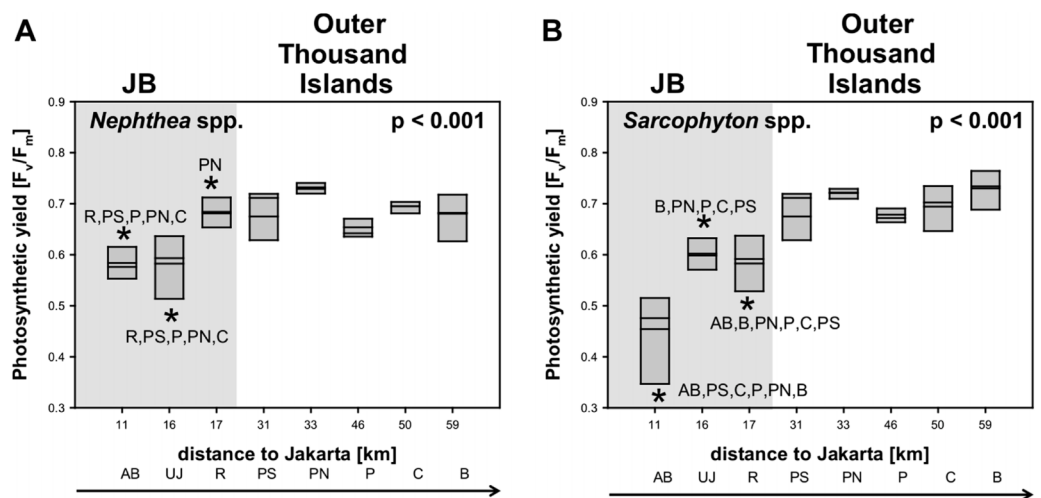 A
JB
Outer
Thousand
Islands
Nephthea spp.
p < 0.001
Photosynthetic yield [Fv/Fm]
0.9
0.8
0.7
0.6
0.5
0.4
0.3
R,PS,P,PN,C
*
*
R,PS,P,PN,C
PN
*
11 16 17 31 33 46 50 59
distance to Jakarta [km]
AB UJ R PS PN P C B
B
JB
Outer
Thousand
Islands
Sarcophyton spp.
p < 0.001
Photosynthetic yield [Fv/Fm]
0.9
0.8
0.7
0.6
0.5
0.4
0.3
B,PN,P,C,PS
*
*
AB,B,PN,P,C,PS
* AB,PS,C,P,PN,B
11 16 17 31 33 46 50 59
distance to Jakarta [km]
AB UJ R PS PN P C B